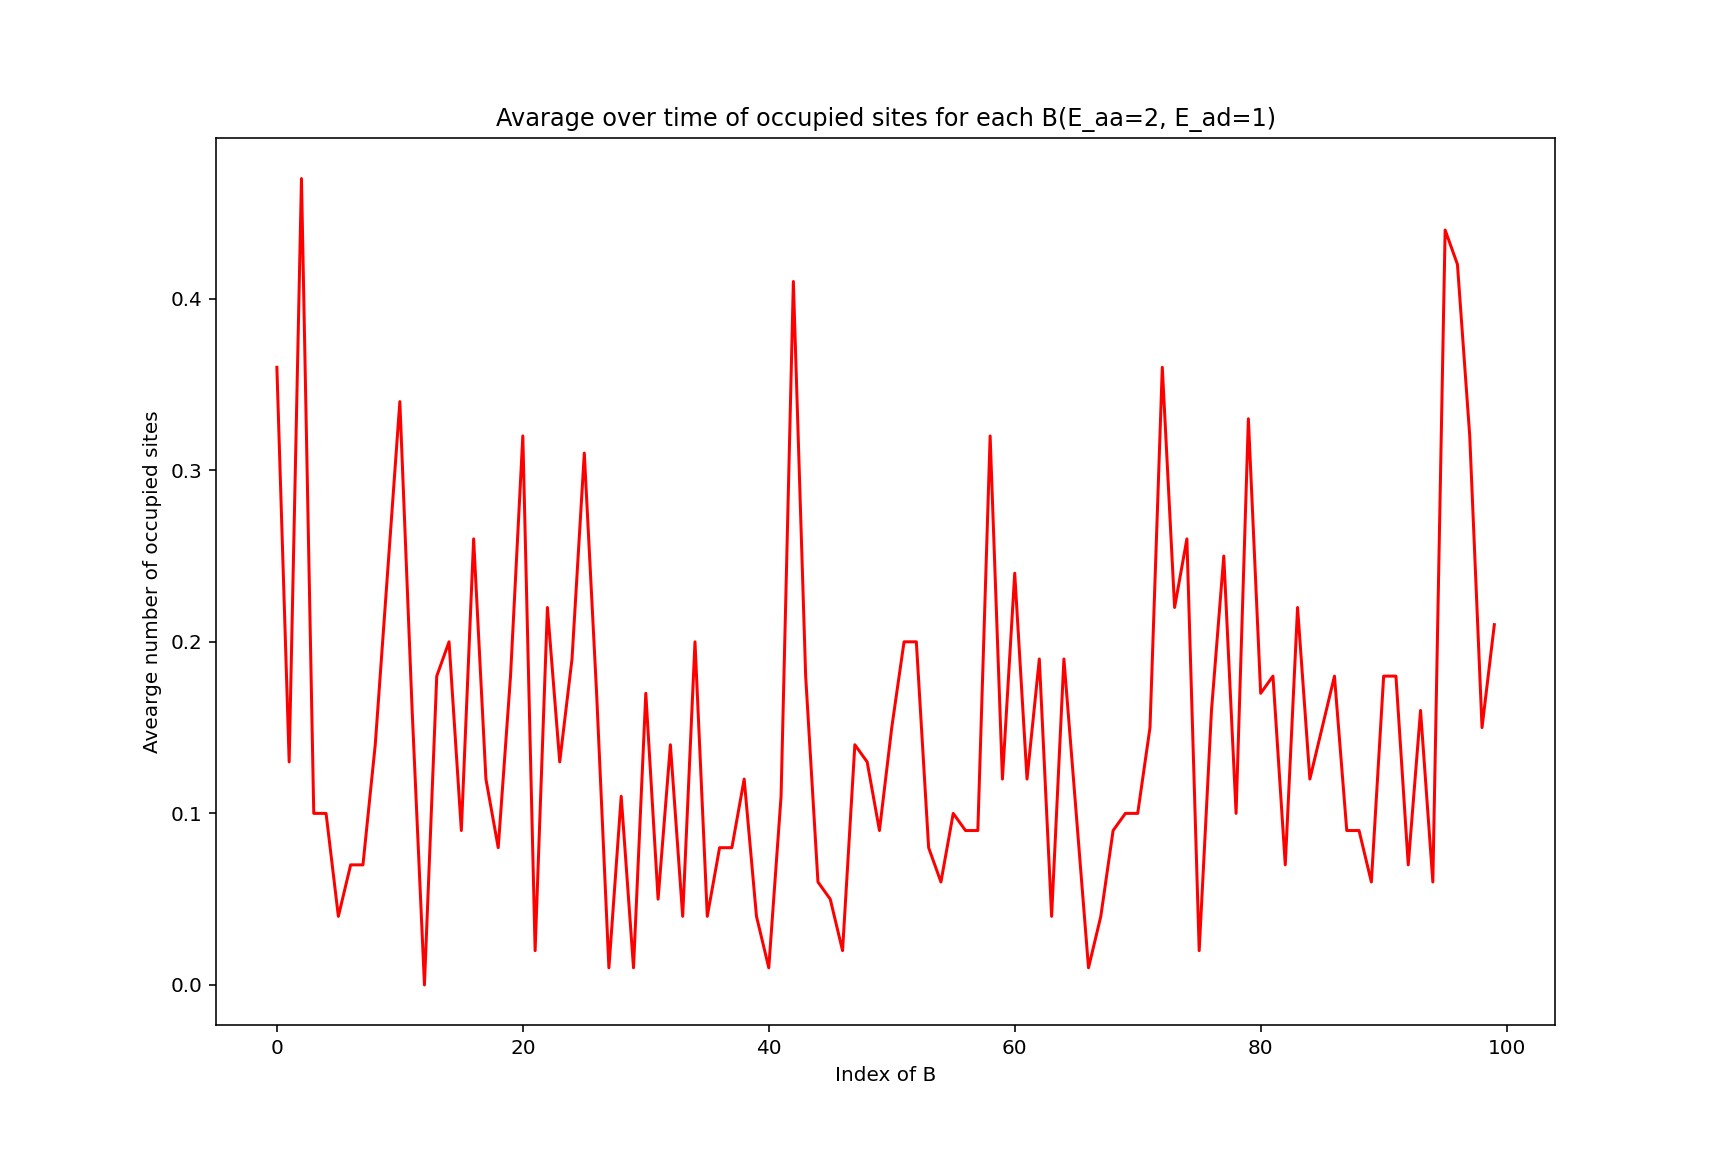 Avarage over time of occupied sites for each B(E_aa=2, E_ad=1)
Avearge number of occupied sites
0.4
0.3
0.2
0.1
0.0
0 20 40 60 80 100
Index of B